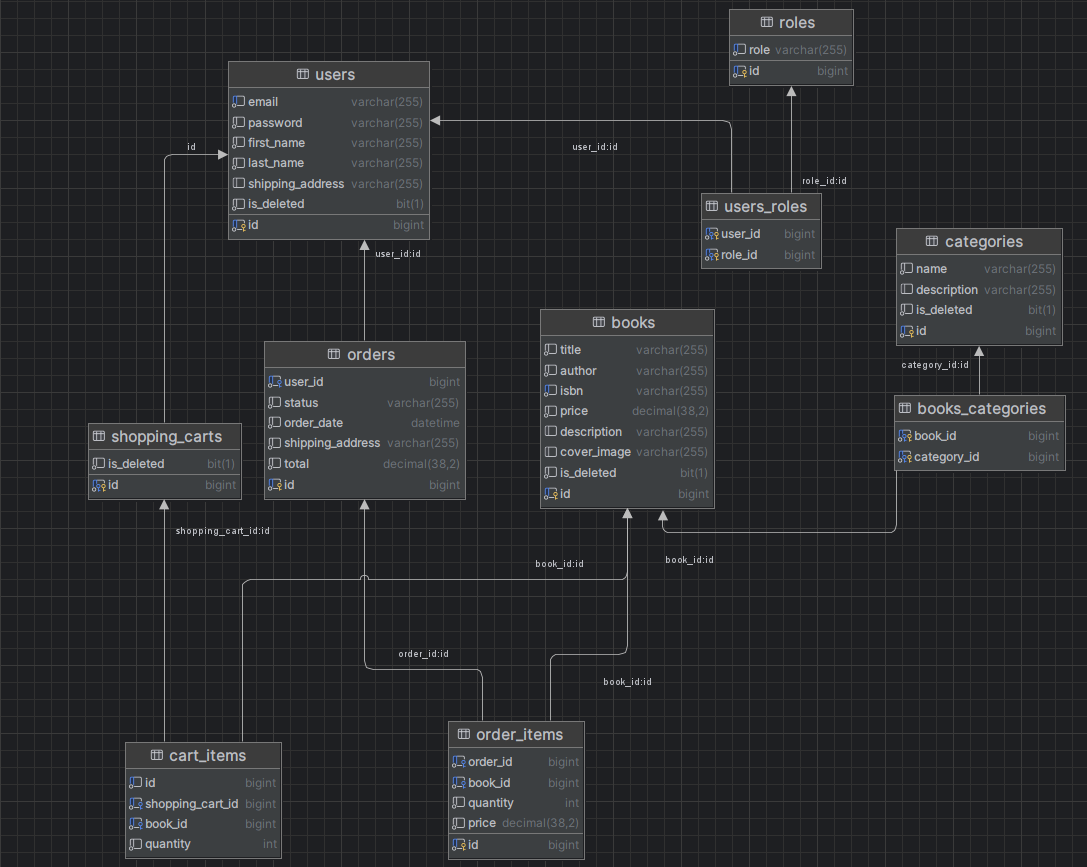 roles
role varchar(255)
id bigint
users
email varchar(255)
password varchar(255)
first_name varchar(255)
last_name varchar(255)
shipping_address varchar(255)
is_deleted bit(1)
id bigint
id
user_id:id
role_id:id
users_roles
user_id bigint
role_id bigint
user_id:id
categories
name varchar(255)
description varchar(255)
is_deleted bit(1)
id bigint
books
title varchar(255)
author varchar(255)
isbn varchar(255)
price decimal(38,2)
description varchar(255)
cover_image varchar(255)
is_deleted bit(1)
id bigint
orders
user_id bigint
status varchar(255)
order_date datetime
shipping_address varchar(255)
total decimal(38,2)
id bigint
category_id:id
books_categories
book_id bigint
category_id bigint
shopping_carts
is_deleted bit(1)
id bigint
shopping_cart_id:id
book_id:id
book_id:id
order_id:id
book_id:id
cart_items
id bigint
shopping_cart_id bigint
book_id bigint
quantity int
order_items
order_id bigint
book_id bigint
quantity int
price decimal(38,2)
id bigint